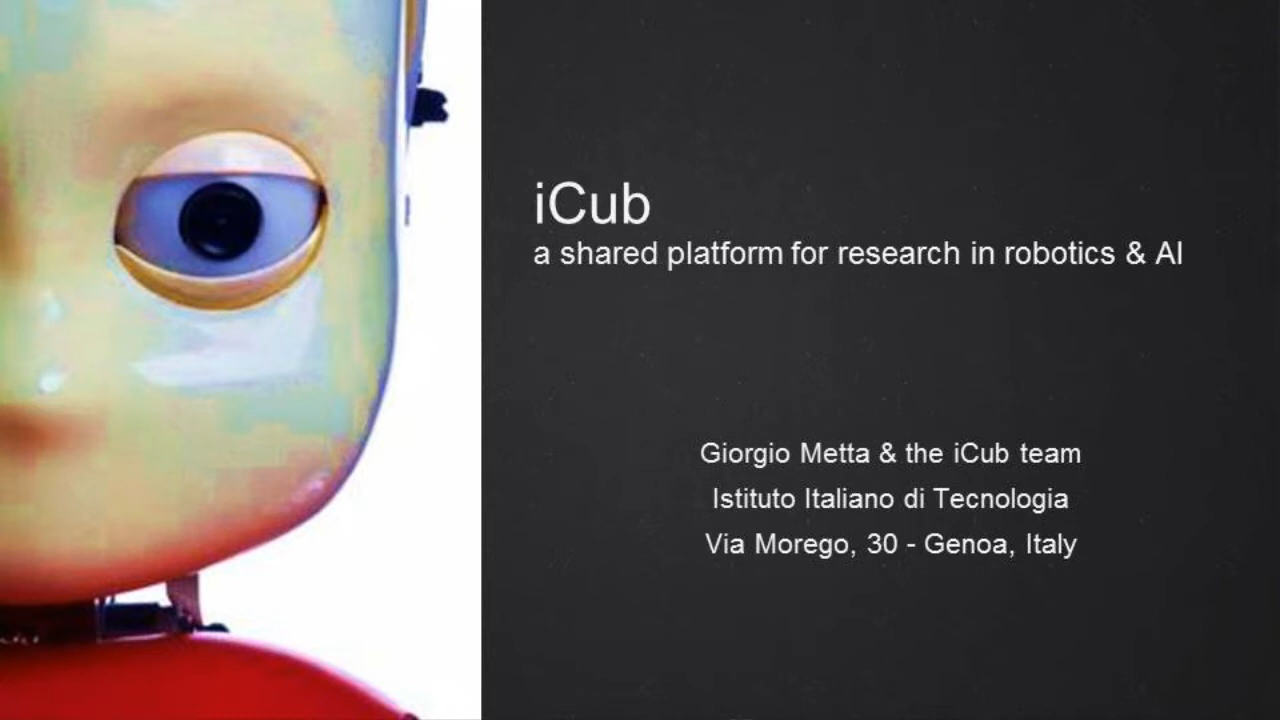 iCub
a shared platform for research in robotics & AI
Giorgio Metta & the iCub team
Istituto Italiano di Tecnologia
Via Morego, 30 - Genoa, Italy